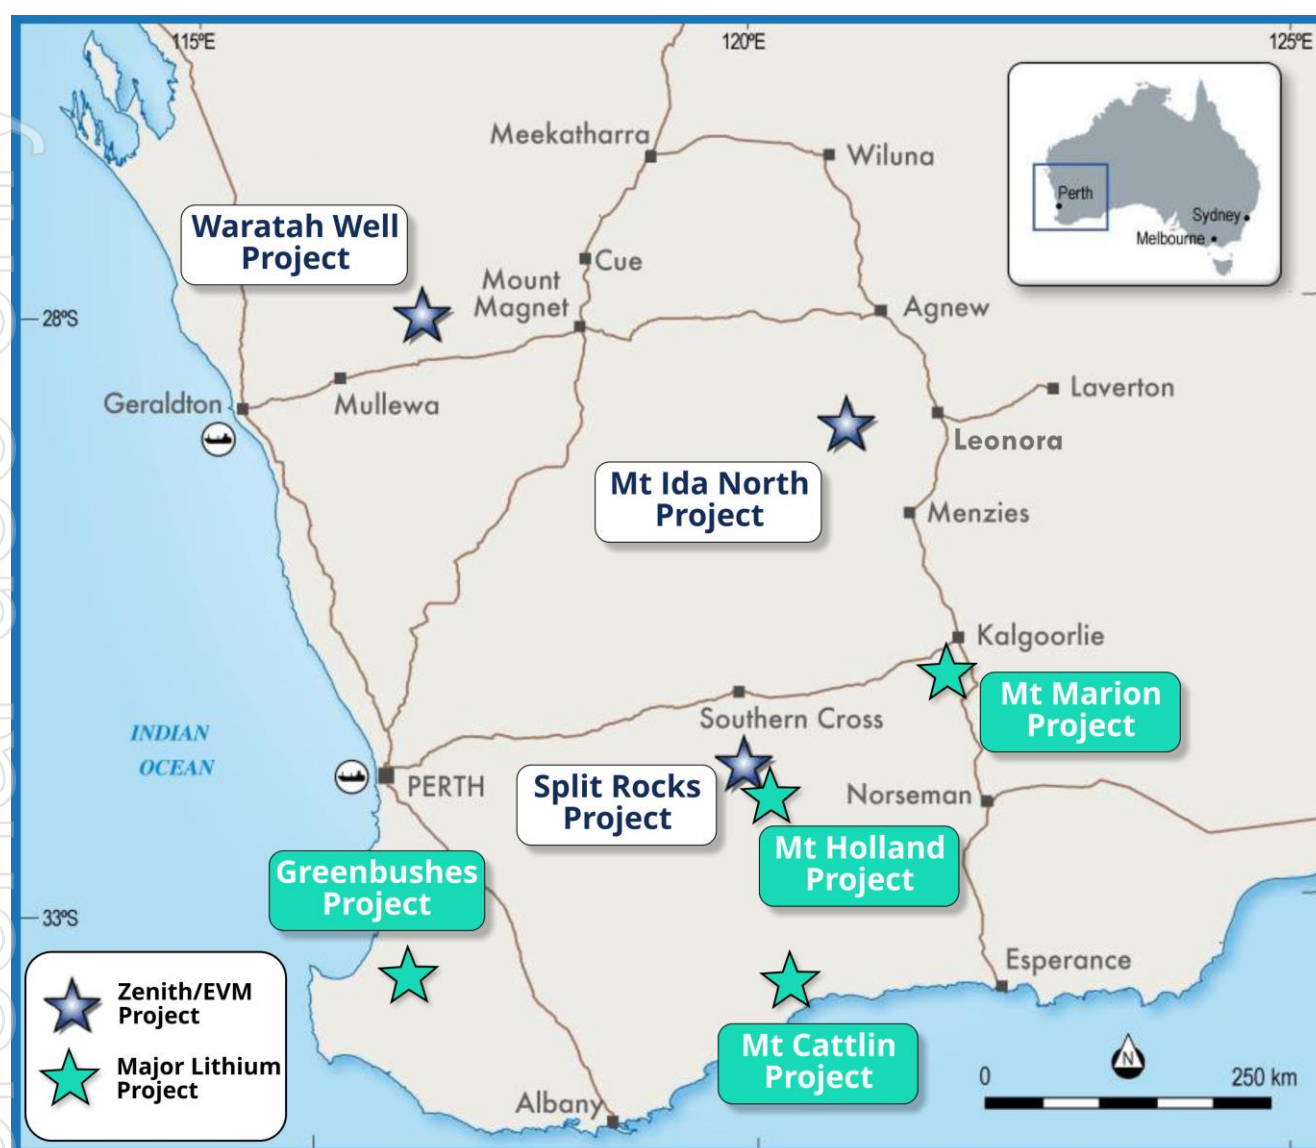 115ºE
120ºE
125ºE
Meekatharra
Wiluna
Perth
Sydney
Melbourne
Waratah Well
Project
Cue
Mount
Magnet
Agnew
28ºS
Mullewa
Geraldton
Laverton
Leonora
Mt Ida North
Project
Menzies
Kalgoorlie
Mt Marion
Project
Southern Cross
INDIAN
OCEAN
PERTH
Split Rocks
Project
Norseman
Mt Holland
Project
Greenbushes
Project
33ºS
Esperance
Zenith/EVM
Project
Major Lithium
Project
Mt Cattlin
Project
Albany
N
0
250 km